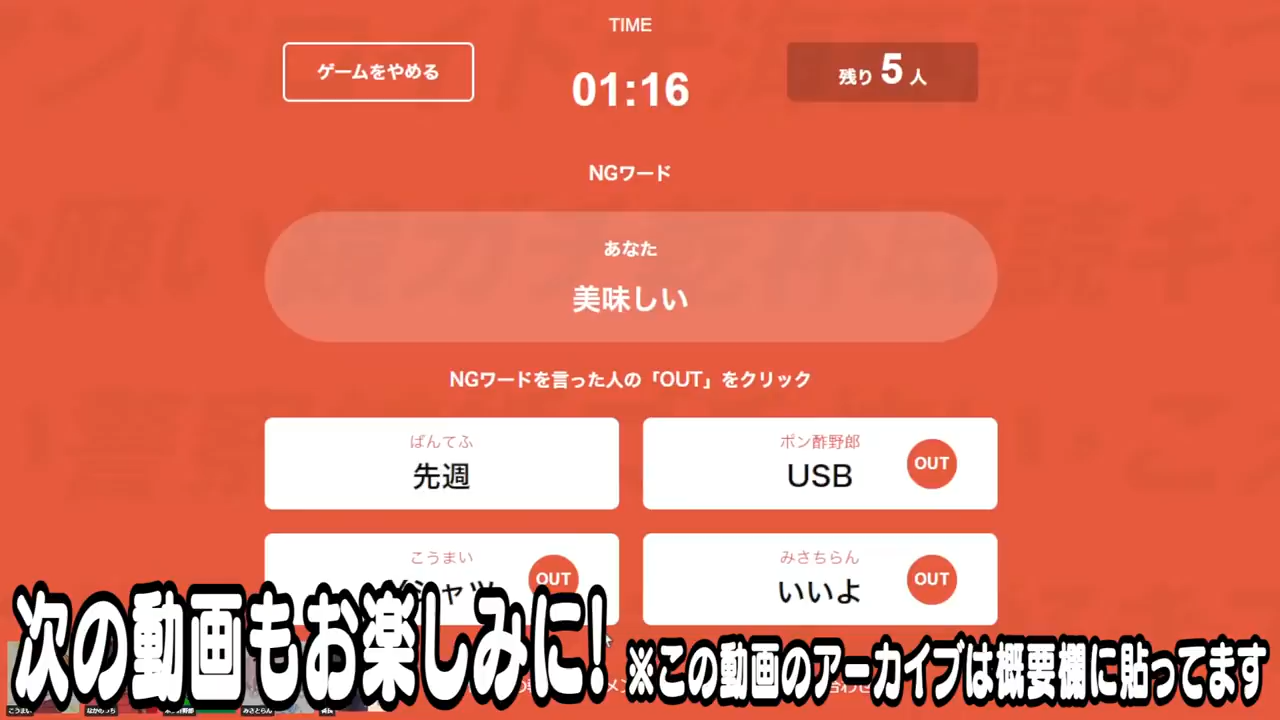 TIME
ゲームをやめる
01:16
残り 5 人
NGワード
あなた
美味しい
NGワードを言った人の「OUT」をクリック
ばんてふ
先週
ポン酢野郎
USB
OUT
こうまい
OUT
みさちらん
いいよ
OUT
次の動画もお楽しみに!
※この動画のアーカイブは概要欄に貼ってます